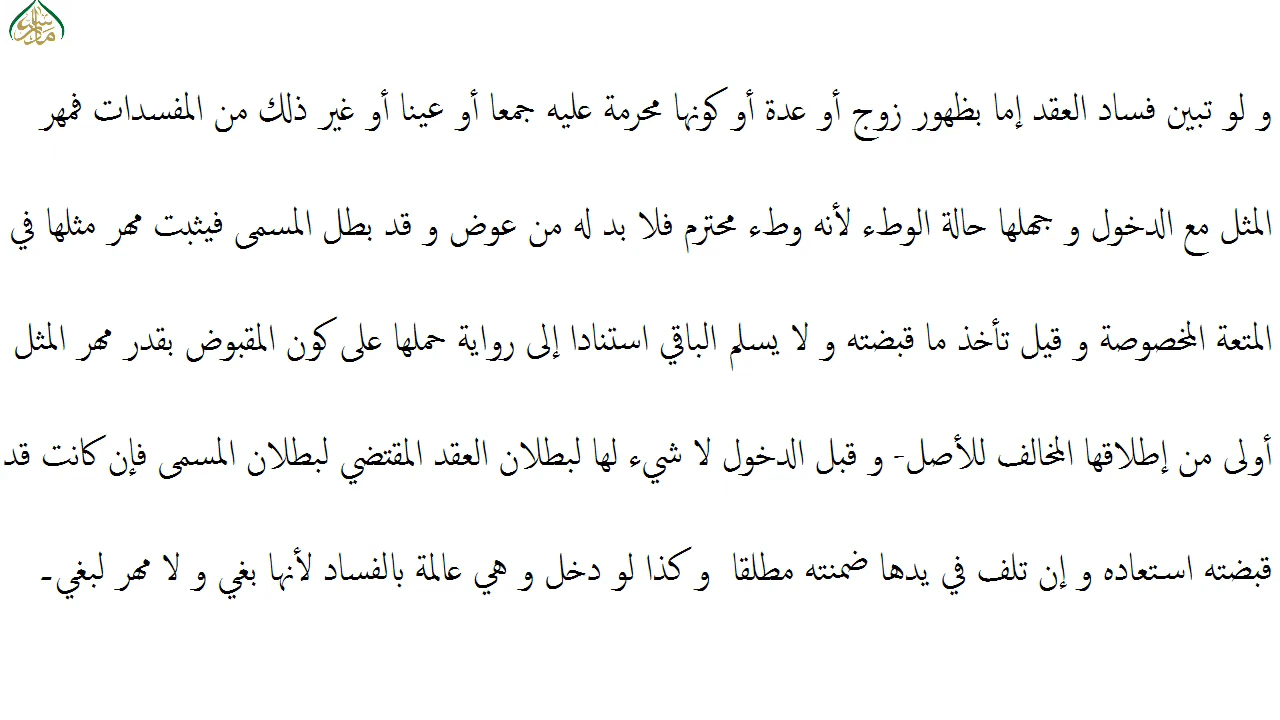 و لو تبين فساد العقد إما بظهور زوج أو عدة أو كونها محرمة عليه جمعا أو عينا أو غير ذلك من المفسدات فمهر
المثل مع الدخول و جهلها حالة الوطء لأنه وطء محترم فلا بد له من عوض و قد بطل المسمى فيثبت مهر مثلها في
المتعة المخصوصة و قيل تأخذ ما قبضته و لا يسلم الباقي استنادا إلى رواية حملها على كون المقبوض بقدر مهر المثل
أولى من إطلاقها المخالف للأصل- و قبل الدخول لا شيء لها لبطلان العقد المقتضي لبطلان المسمى فإن كانت قد
قبضته استعاده و إن تلف في يدها ضمنته مطلقا و كذا لو دخل و هي عالمة بالفساد لأنها بغي و لا مهر لبغي۔